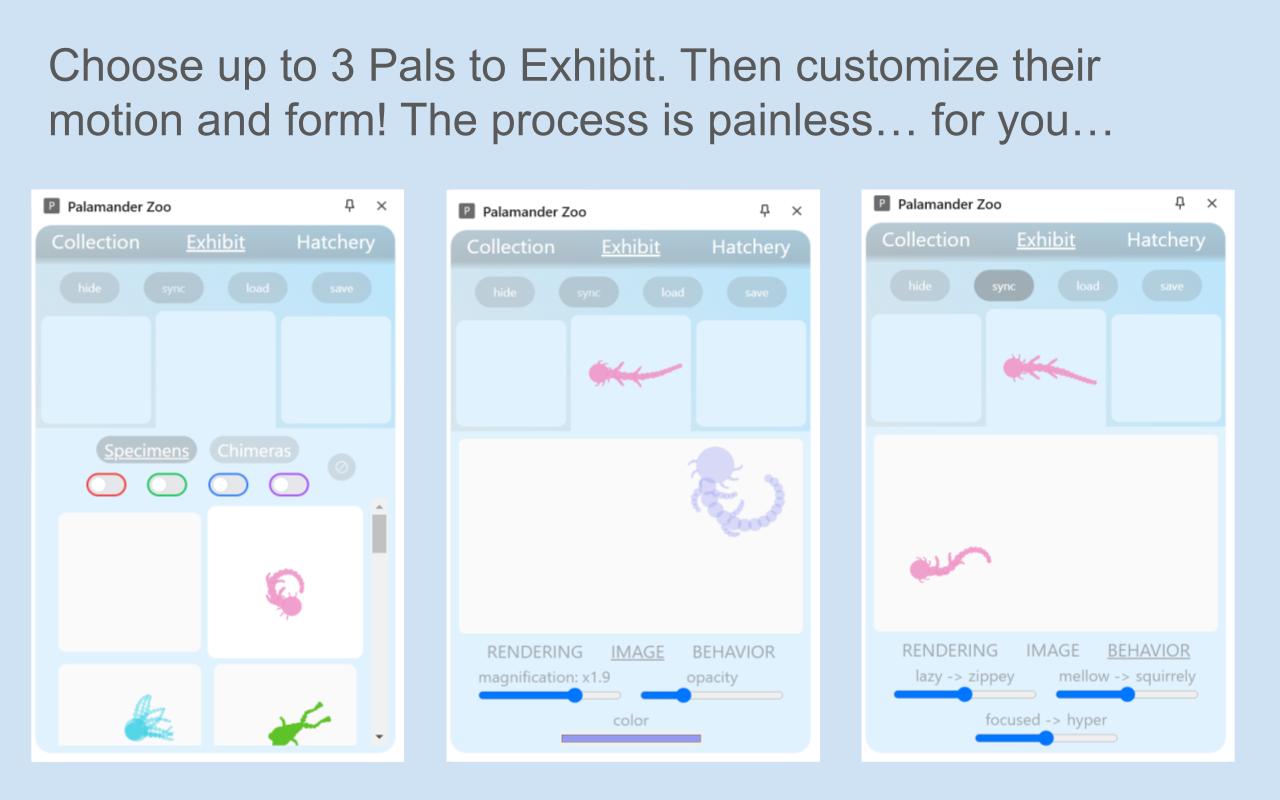 Choose up to 3 Pals to Exhibit. Then customize their
motion and form! The process is painless… for you…
P Palamander Zoo
Collection Exhibit Hatchery
hide sync load save
Specimens Chimeras
P Palamander Zoo
Collection Exhibit Hatchery
hide sync load save
RENDERING IMAGE BEHAVIOR
magnification: x1.9 opacity
color
P Palamander Zoo
Collection Exhibit Hatchery
hide sync load save
RENDERING IMAGE BEHAVIOR
lazy -> zippey mellow -> squirrely
focused -> hyper